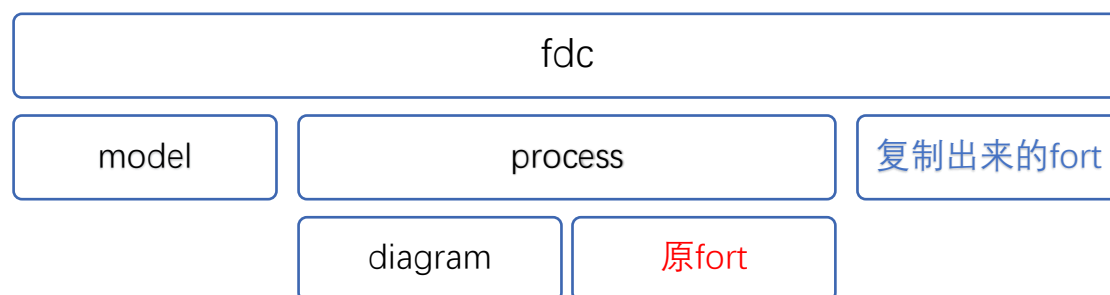 fdc
model
process
复制出来的fort
diagram
原fort